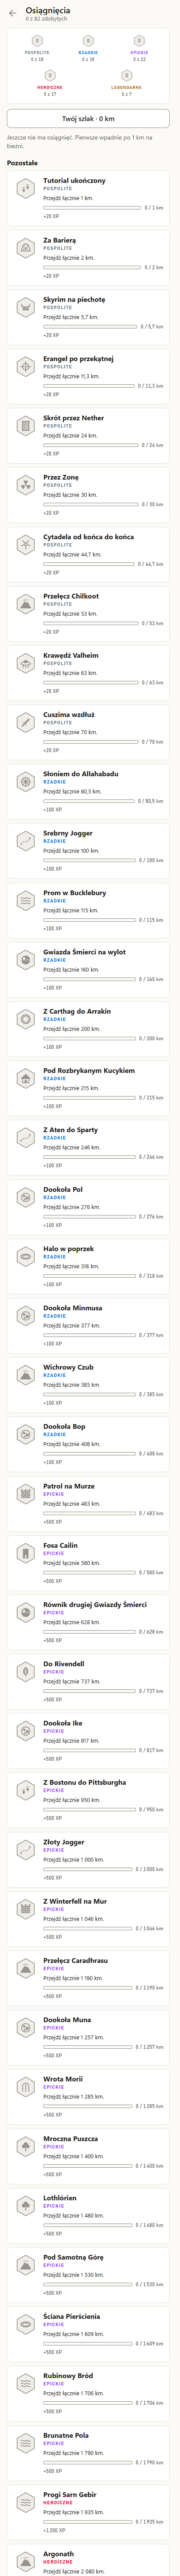 Osiągnięcia
0 z 82 zdobytych
0
POSPOLITE
0 z 18
0
RZADKIE
0 z 18
0
EPICKIE
0 z 22
0
HEROICZNE
0 z 17
0
LEGENDARNE
0 z 7
Twój szlak · 0 km
Jeszcze nie ma osiągnięć. Pierwsze wpadnie po 1 km na
bieżni.
Pozostałe
Tutorial ukończony
POSPOLITE
Przejdź łącznie 1 km.
0 / 1 km
+20 XP
Za Barierą
POSPOLITE
Przejdź łącznie 2 km.
0 / 2 km
+20 XP
Skyrim na piechotę
POSPOLITE
Przejdź łącznie 5,7 km.
0 / 5,7 km
+20 XP
Erangel po przekątnej
POSPOLITE
Przejdź łącznie 11,3 km.
0 / 11,3 km
+20 XP
Skrót przez Nether
POSPOLITE
Przejdź łącznie 24 km.
0 / 24 km
+20 XP
Przez Zonę
POSPOLITE
Przejdź łącznie 30 km.
0 / 30 km
+20 XP
Cytadela od końca do końca
POSPOLITE
Przejdź łącznie 44,7 km.
0 / 44,7 km
+20 XP
Przełęcz Chilkoot
POSPOLITE
Przejdź łącznie 53 km.
0 / 53 km
+20 XP
Krawędź Valheim
POSPOLITE
Przejdź łącznie 63 km.
0 / 63 km
+20 XP
Cuszima wzdłuż
POSPOLITE
Przejdź łącznie 70 km.
0 / 70 km
+20 XP
Słoniem do Allahabadu
RZADKIE
Przejdź łącznie 80,5 km.
0 / 80,5 km
+100 XP
Srebrny Jogger
RZADKIE
Przejdź łącznie 100 km.
0 / 100 km
+100 XP
Prom w Bucklebury
RZADKIE
Przejdź łącznie 115 km.
0 / 115 km
+100 XP
Gwiazda Śmierci na wylot
RZADKIE
Przejdź łącznie 160 km.
0 / 160 km
+100 XP
Z Carthag do Arrakin
RZADKIE
Przejdź łącznie 200 km.
0 / 200 km
+100 XP
Pod Rozbrykanym Kucykiem
RZADKIE
Przejdź łącznie 215 km.
0 / 215 km
+100 XP
Z Aten do Sparty
RZADKIE
Przejdź łącznie 246 km.
0 / 246 km
+100 XP
Dookoła Pol
RZADKIE
Przejdź łącznie 276 km.
0 / 276 km
+100 XP
Halo w poprzek
RZADKIE
Przejdź łącznie 318 km.
0 / 318 km
+100 XP
Dookoła Minmusa
RZADKIE
Przejdź łącznie 377 km.
0 / 377 km
+100 XP
Wichrowy Czub
RZADKIE
Przejdź łącznie 385 km.
0 / 385 km
+100 XP
Dookoła Bop
RZADKIE
Przejdź łącznie 408 km.
0 / 408 km
+100 XP
Patrol na Murze
EPICKIE
Przejdź łącznie 483 km.
0 / 483 km
+500 XP
Fosa Cailin
EPICKIE
Przejdź łącznie 580 km.
0 / 580 km
+500 XP
Równik drugiej Gwiazdy Śmierci
EPICKIE
Przejdź łącznie 628 km.
0 / 628 km
+500 XP
Do Rivendell
EPICKIE
Przejdź łącznie 737 km.
0 / 737 km
+500 XP
Dookoła Ike
EPICKIE
Przejdź łącznie 817 km.
0 / 817 km
+500 XP
Z Bostonu do Pittsburgha
EPICKIE
Przejdź łącznie 950 km.
0 / 950 km
+500 XP
Złoty Jogger
EPICKIE
Przejdź łącznie 1 000 km.
0 / 1 000 km
+500 XP
Z Winterfell na Mur
EPICKIE
Przejdź łącznie 1 046 km.
0 / 1 046 km
+500 XP
Przełęcz Caradhrasu
EPICKIE
Przejdź łącznie 1 190 km.
0 / 1 190 km
+500 XP
Dookoła Muna
EPICKIE
Przejdź łącznie 1 257 km.
0 / 1 257 km
+500 XP
Wrota Morii
EPICKIE
Przejdź łącznie 1 285 km.
0 / 1 285 km
+500 XP
Mroczna Puszcza
EPICKIE
Przejdź łącznie 1 400 km.
0 / 1 400 km
+500 XP
Lothlórien
EPICKIE
Przejdź łącznie 1 480 km.
0 / 1 480 km
+500 XP
Pod Samotną Górę
EPICKIE
Przejdź łącznie 1 530 km.
0 / 1 530 km
+500 XP
Ściana Pierścienia
EPICKIE
Przejdź łącznie 1 609 km.
0 / 1 609 km
+500 XP
Rubinowy Bród
EPICKIE
Przejdź łącznie 1 706 km.
0 / 1 706 km
+500 XP
Brunatne Pola
EPICKIE
Przejdź łącznie 1 790 km.
0 / 1 790 km
+500 XP
Progi Sarn Gebir
HEROICZNE
Przejdź łącznie 1 935 km.
0 / 1 935 km
+1 200 XP
Argonath
HEROICZNE
Przejdź łącznie 2 080 km.